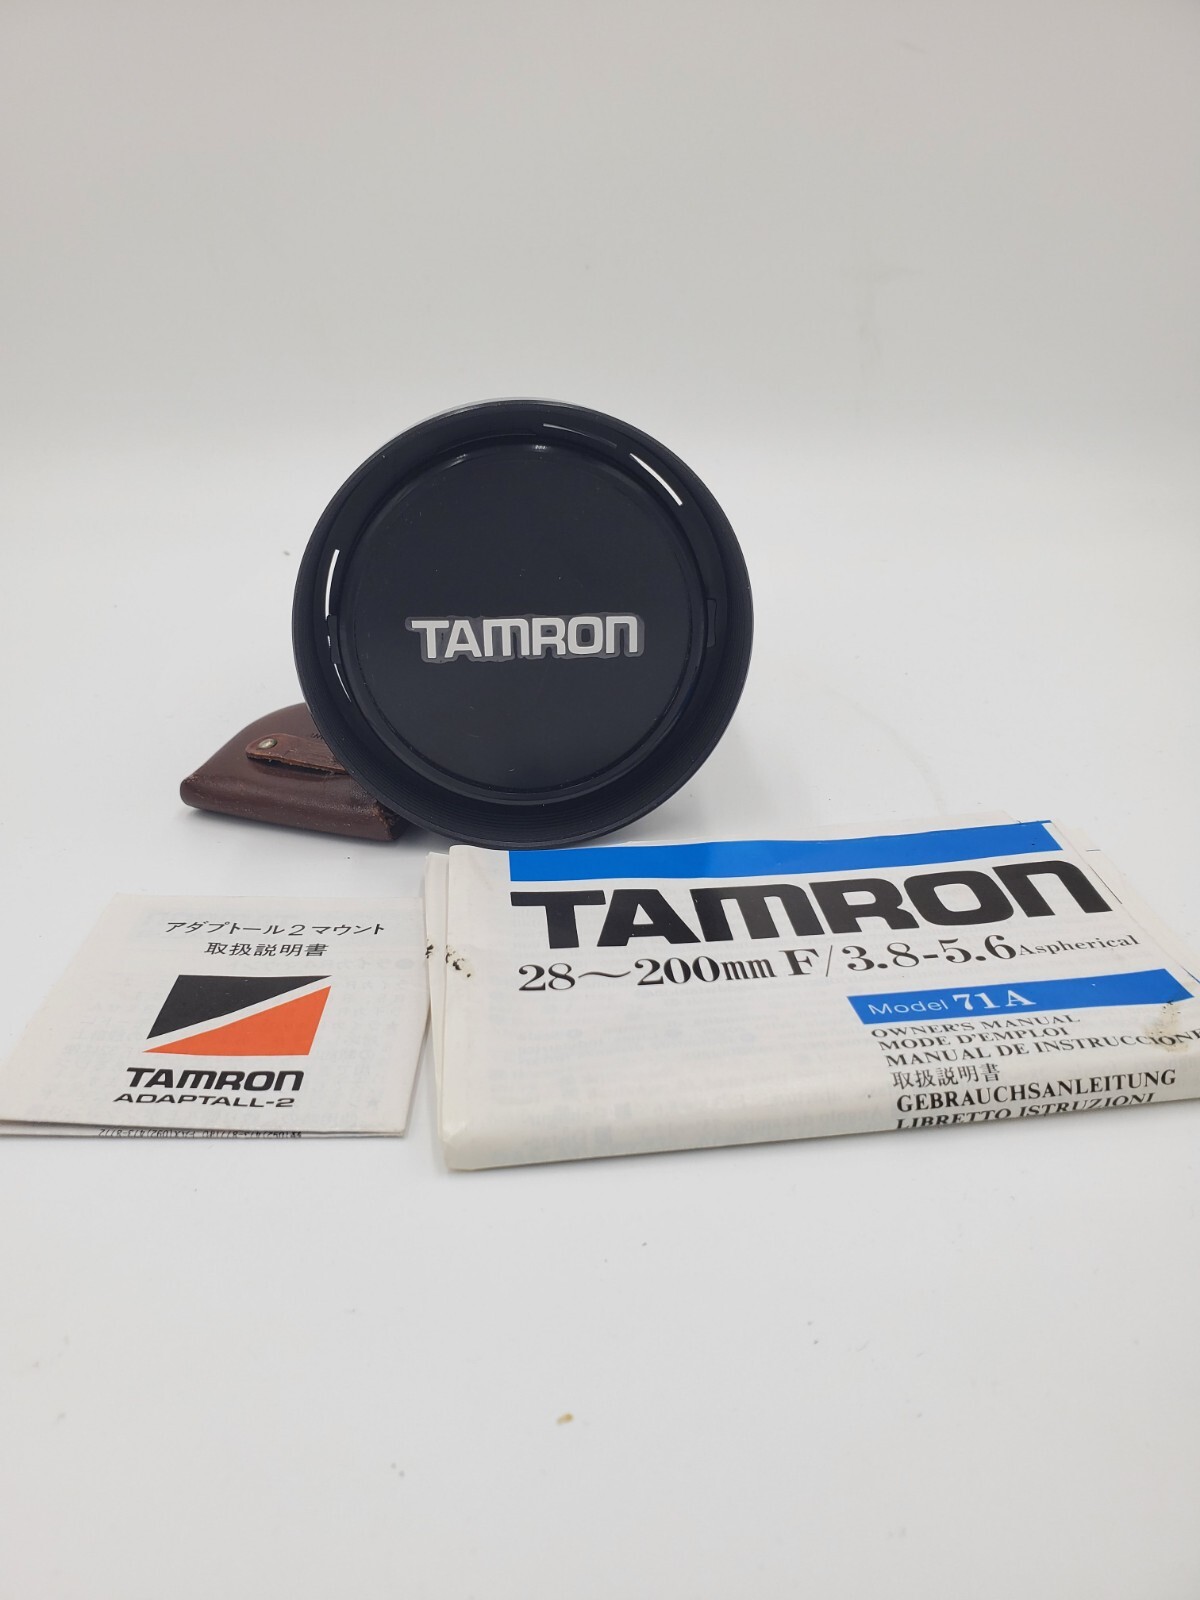 TAMRON
アダプトール2マウント
取扱説明書
TAMRON
ADAPTALL-2
TAMRON
28~200mm F/3.8-5.6 Aspherical
Model 71A
OWNER'S MANUAL
MODE D'EMPLOI
MANUAL DE INSTRUCCIONE
取扱説明書
GEBRAUCHSANLEITUNG
LIBRETTO ISTRUZIONI